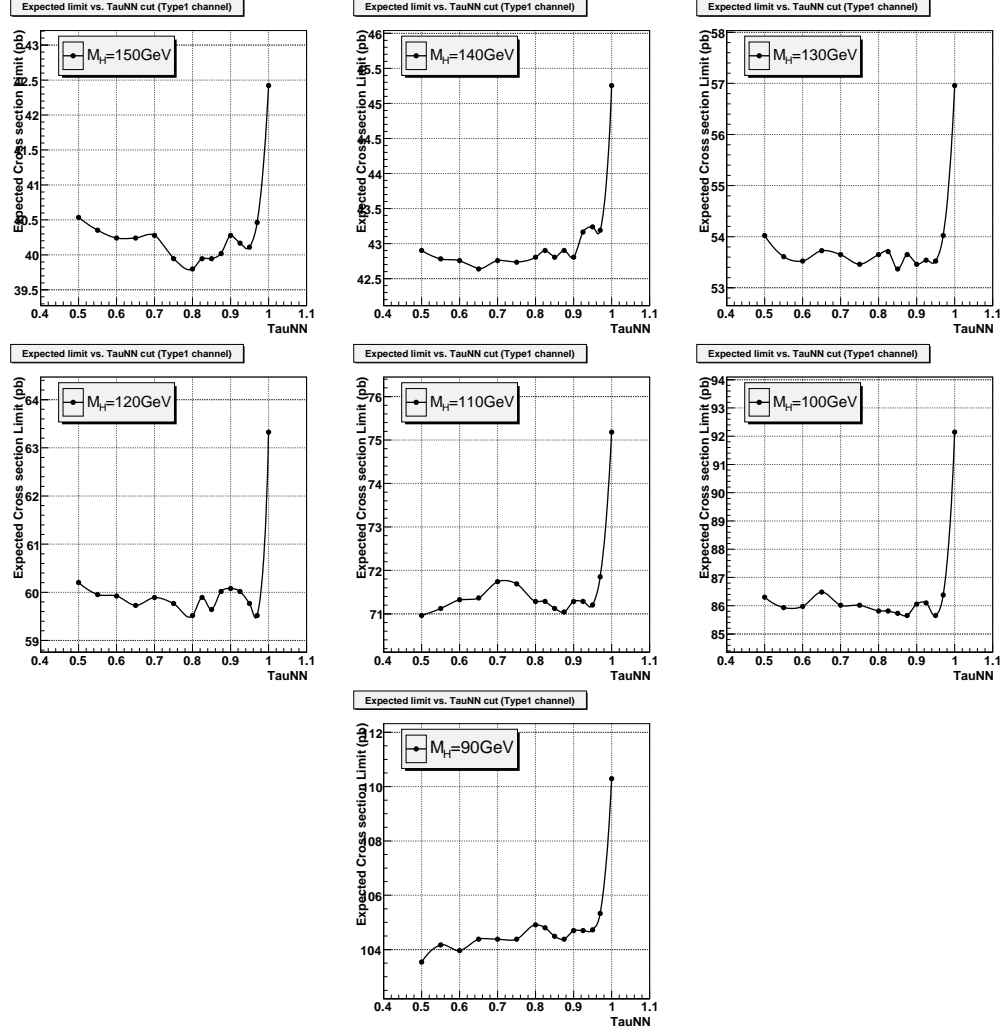 Expected limit vs. TauNN cut (Type1 channel)
Expected Cross section Limit (pb)
M_H=150GeV
43
42.5
42
41.5
41
40.5
40
39.5
0.4 0.5 0.6 0.7 0.8 0.9 1 1.1
TauNN
Expected limit vs. TauNN cut (Type1 channel)
Expected Cross section Limit (pb)
M_H=140GeV
46
45.5
45
44.5
44
43.5
43
42.5
0.4 0.5 0.6 0.7 0.8 0.9 1 1.1
TauNN
Expected limit vs. TauNN cut (Type1 channel)
Expected Cross section Limit (pb)
M_H=130GeV
58
57
56
55
54
53
0.4 0.5 0.6 0.7 0.8 0.9 1 1.1
TauNN
Expected limit vs. TauNN cut (Type1 channel)
Expected Cross section Limit (pb)
M_H=120GeV
64
63
62
61
60
59
0.4 0.5 0.6 0.7 0.8 0.9 1 1.1
TauNN
Expected limit vs. TauNN cut (Type1 channel)
Expected Cross section Limit (pb)
M_H=110GeV
76
75
74
73
72
71
0.4 0.5 0.6 0.7 0.8 0.9 1 1.1
TauNN
Expected limit vs. TauNN cut (Type1 channel)
Expected Cross section Limit (pb)
M_H=100GeV
94
93
92
91
90
89
88
87
86
85
0.4 0.5 0.6 0.7 0.8 0.9 1 1.1
TauNN
Expected limit vs. TauNN cut (Type1 channel)
Expected Cross section Limit (pb)
M_H=90GeV
112
110
108
106
104
0.4 0.5 0.6 0.7 0.8 0.9 1 1.1
TauNN